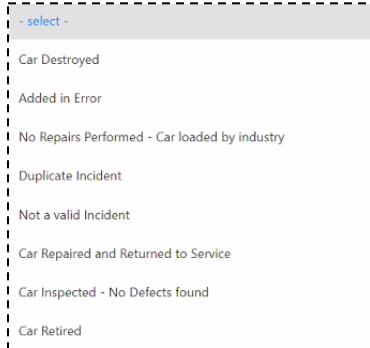 - select -
Car Destroyed
Added in Error
No Repairs Performed - Car loaded by industry
Duplicate Incident
Not a valid Incident
Car Repaired and Returned to Service
Car Inspected - No Defects found
Car Retired